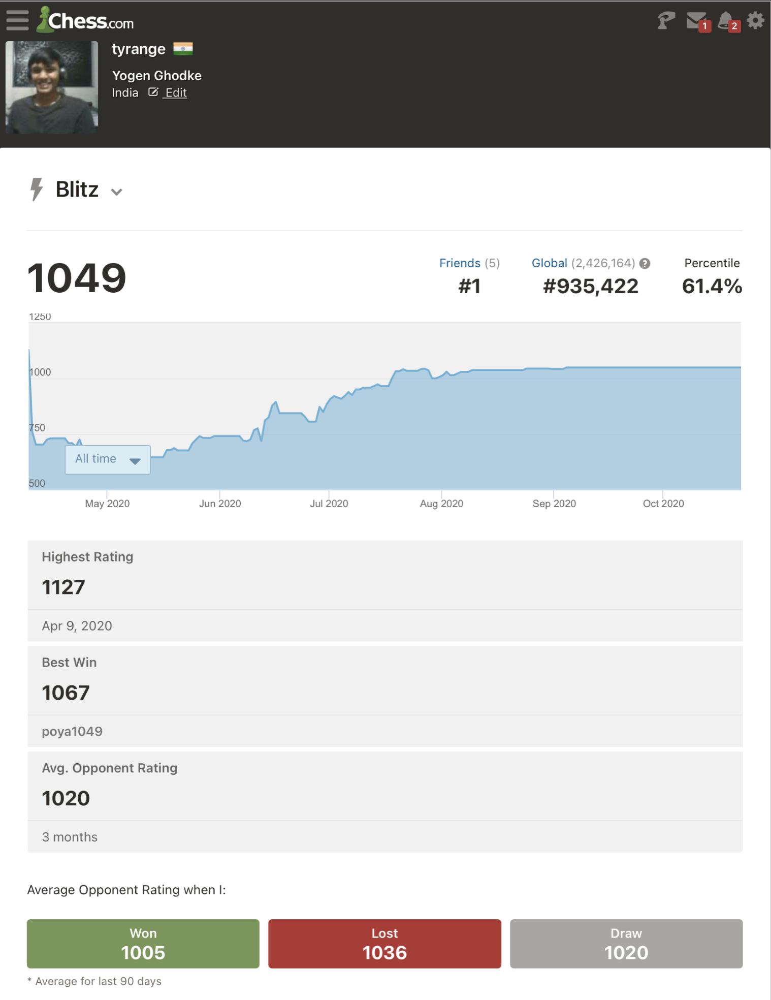 Chess.com
1
2
tyrange
Yogen Ghodke
India Edit
Blitz
1049
Friends (5)
#1
Global (2,426,164) ?
#935,422
Percentile
61.4%
1250
1000
750
500
All time
May 2020
Jun 2020
Jul 2020
Aug 2020
Sep 2020
Oct 2020
Highest Rating
1127
Apr 9, 2020
Best Win
1067
poya1049
Avg. Opponent Rating
1020
3 months
Average Opponent Rating when I:
Won
1005
Lost
1036
Draw
1020
* Average for last 90 days